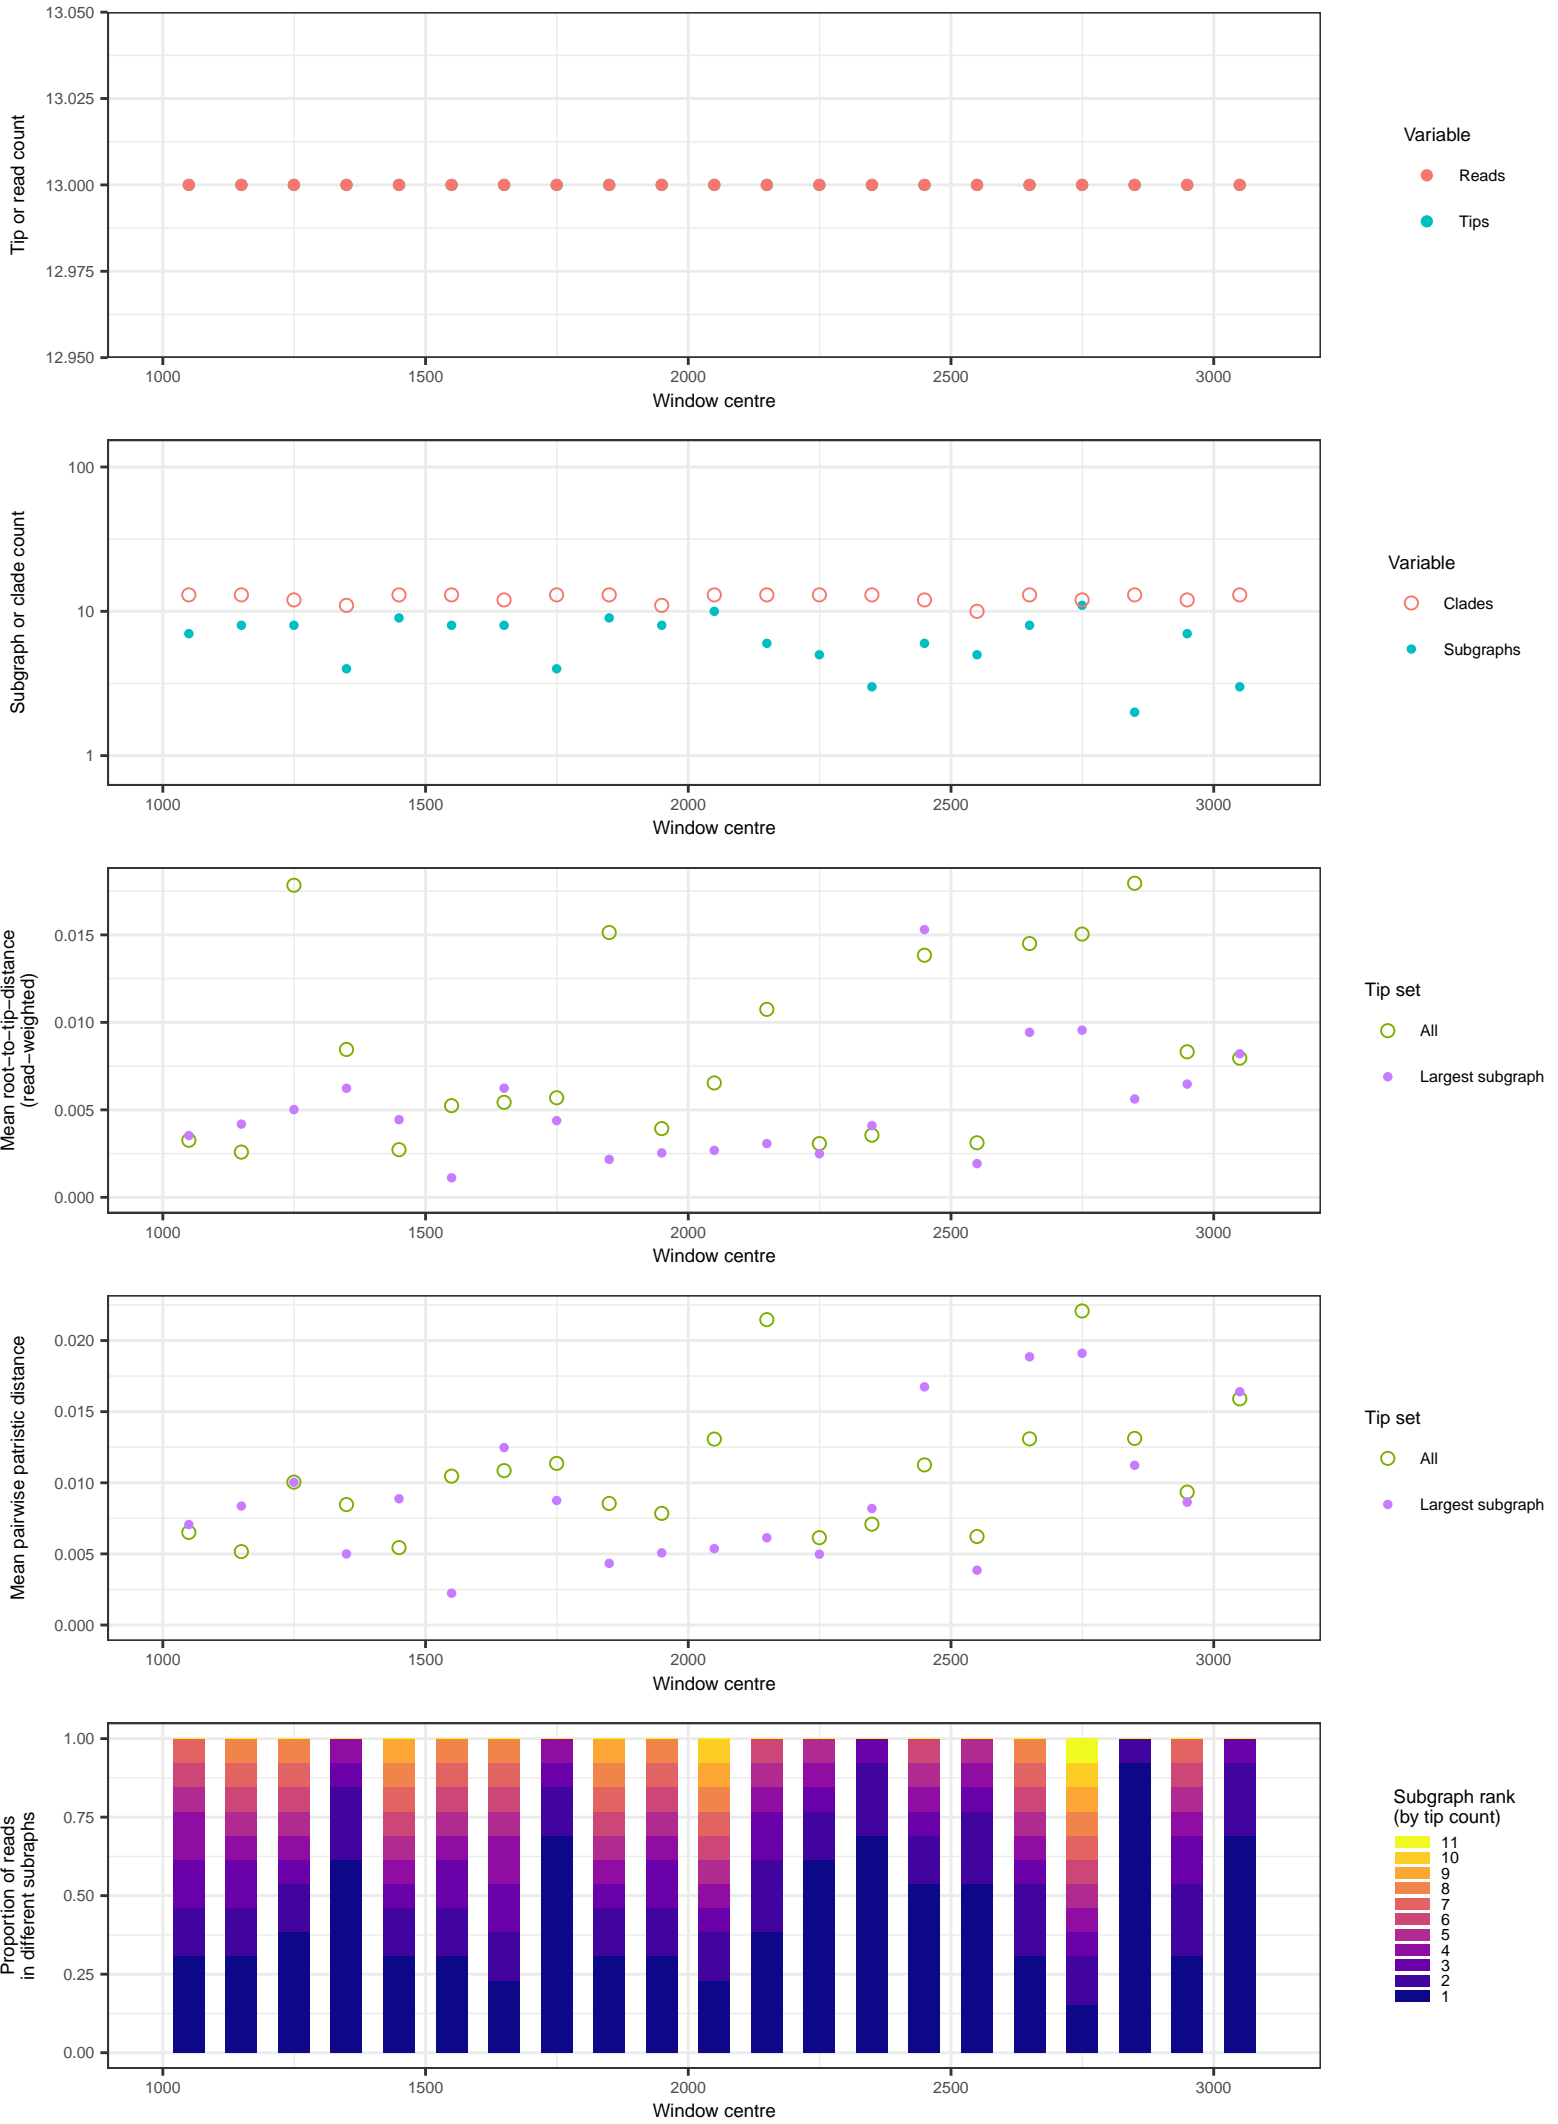 13.050
13.025
13.000
12.975
12.950
Tip or read count
1000 1500 2000 2500 3000
Window centre
Variable
Reads
Tips
100
10
1
Subgraph or clade count
1000 1500 2000 2500 3000
Window centre
Variable
Clades
Subgraphs
0.015
0.010
0.005
0.000
Mean root−to−tip−distance
(read−weighted)
1000 1500 2000 2500 3000
Window centre
Tip set
All
Largest subgraph
0.020
0.015
0.010
0.005
0.000
Mean pairwise patristic distance
1000 1500 2000 2500 3000
Window centre
Tip set
All
Largest subgraph
1.00
0.75
0.50
0.25
0.00
Proportion of reads
in different subraphs
1000 1500 2000 2500 3000
Window centre
Subgraph rank
(by tip count)
11
10
9
8
7
6
5
4
3
2
1